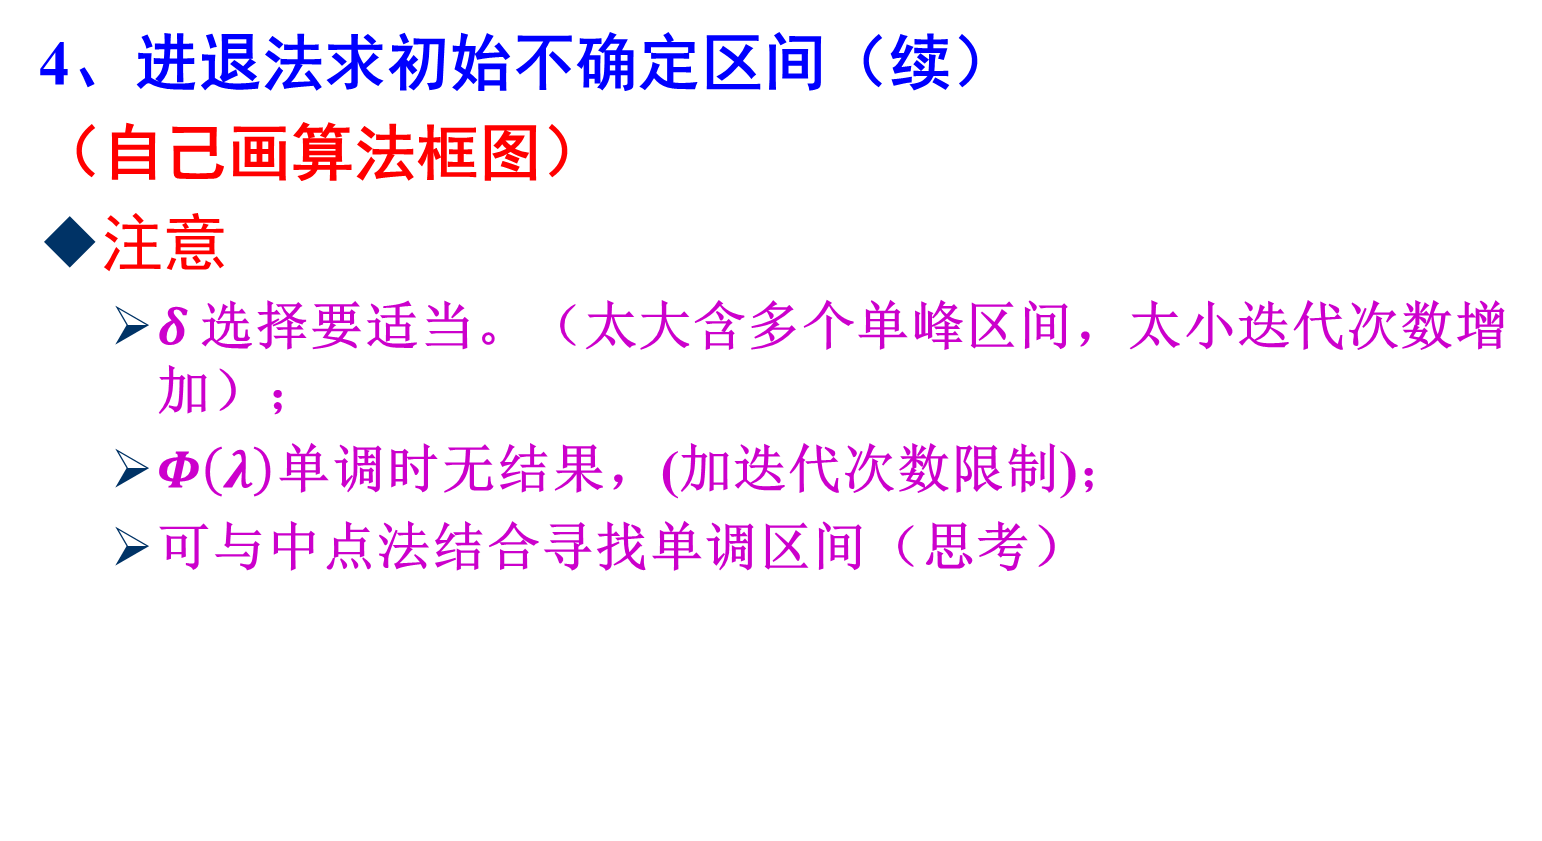 4、进退法求初始不确定区间（续）
（自己画算法框图）
◆注意
➢δ 选择要适当。（太大含多个单峰区间，太小迭代次数增
加）；
➢Φ(λ)单调时无结果，(加迭代次数限制)；
➢可与中点法结合寻找单调区间（思考）